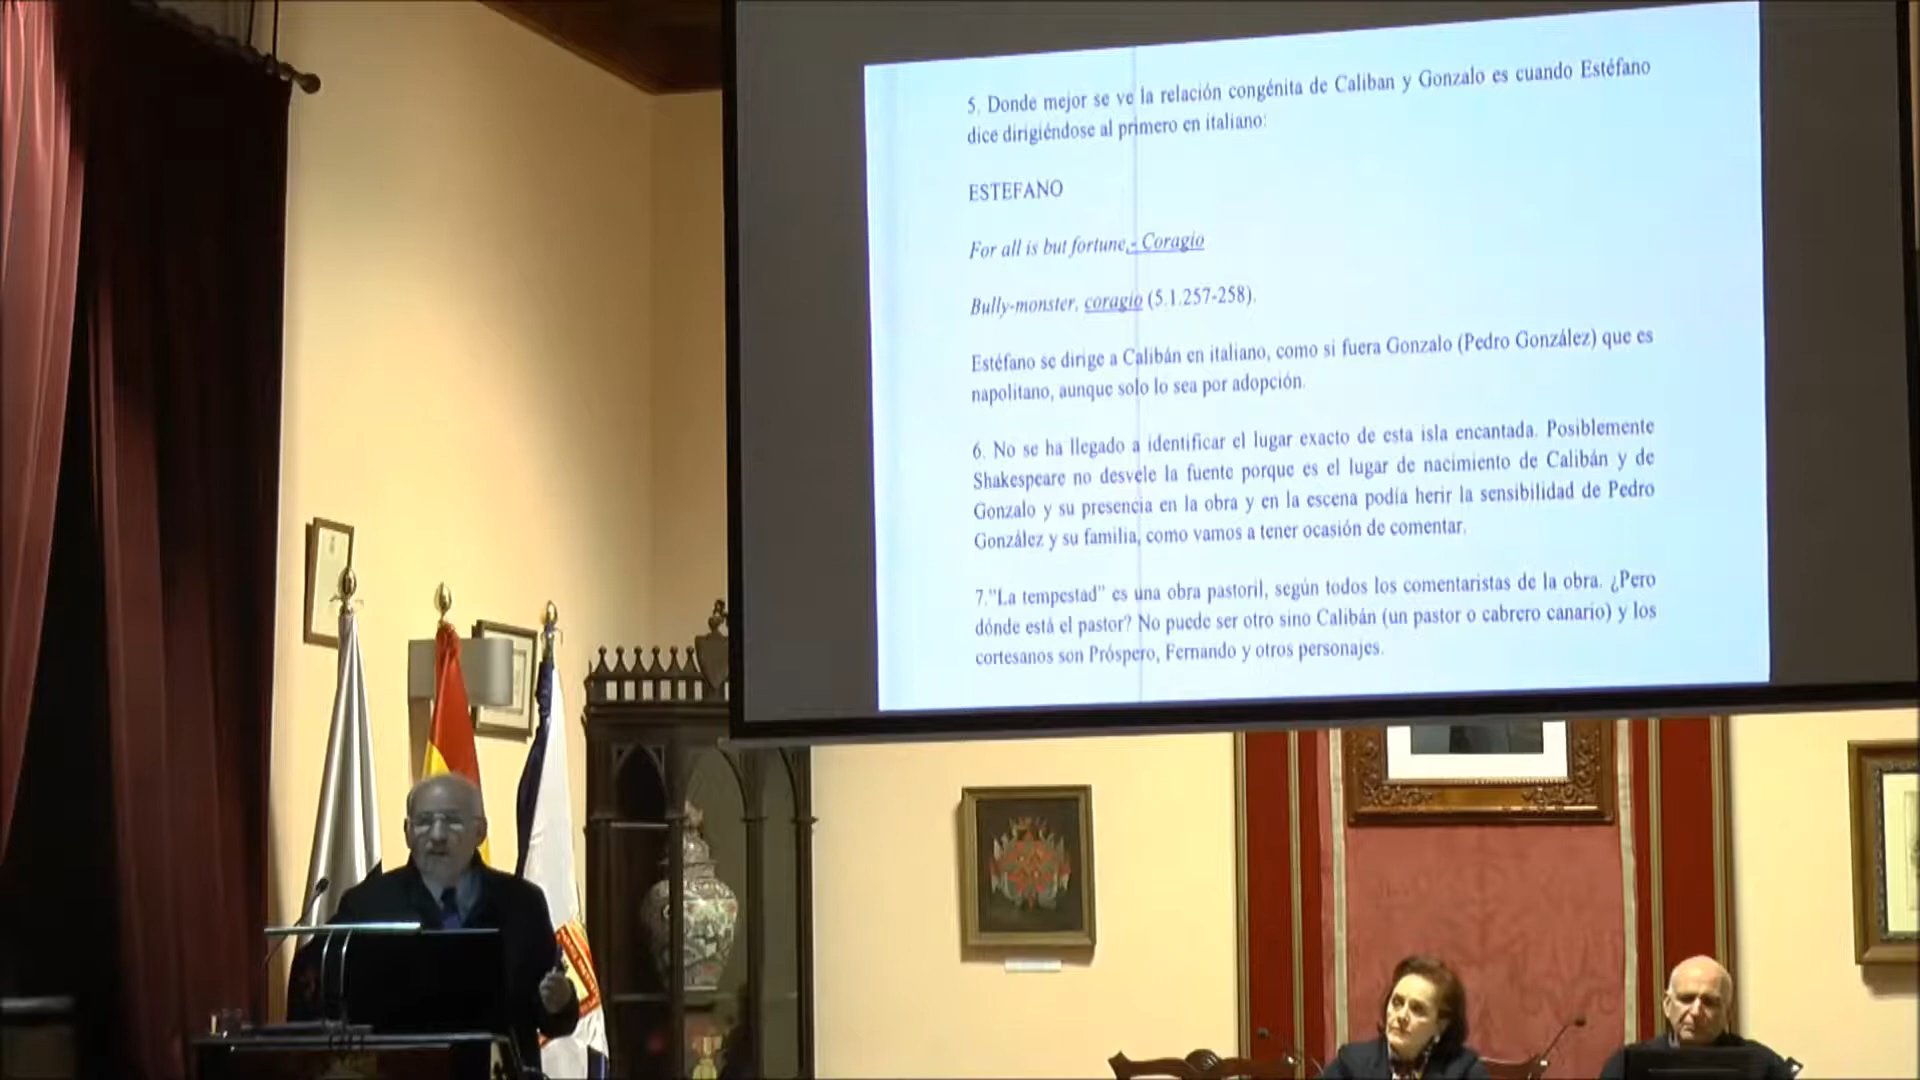 5. Donde mejor se ve la relación congénita de Caliban y Gonzalo es cuando Estéfano
dice dirigiéndose al primero en italiano:
ESTEFANO
For all is but fortune,- Coragio
Bully-monster, coragio (5.1.257-258).
Estéfano se dirige a Calibán en italiano, como si fuera Gonzalo (Pedro González) que es
napolitano, aunque solo lo sea por adopción.
6. No se ha llegado a identificar el lugar exacto de esta isla encantada. Posiblemente
Shakespeare no desvele la fuente porque es el lugar de nacimiento de Calibán y de
Gonzalo y su presencia en la obra y en la escena podía herir la sensibilidad de Pedro
González y su familia, como vamos a tener ocasión de comentar.
7."La tempestad" es una obra pastoril, según todos los comentaristas de la obra. ¿Pero
dónde está el pastor? No puede ser otro sino Calibán (un pastor o cabrero canario) y los
cortesanos son Próspero, Fernando y otros personajes.